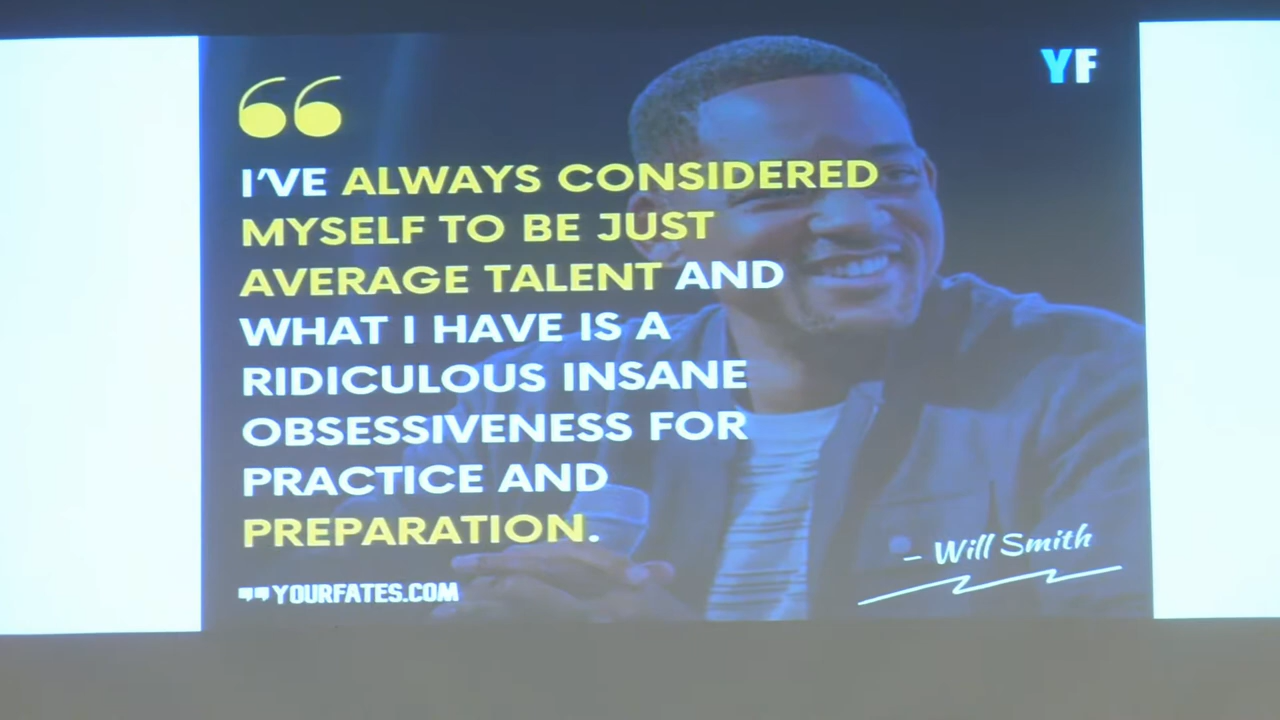 YF
I'VE ALWAYS CONSIDERED
MYSELF TO BE JUST
AVERAGE TALENT AND
WHAT I HAVE IS A
RIDICULOUS INSANE
OBSESSIVENESS FOR
PRACTICE AND
PREPARATION.
– Will Smith
YOURFATES.COM